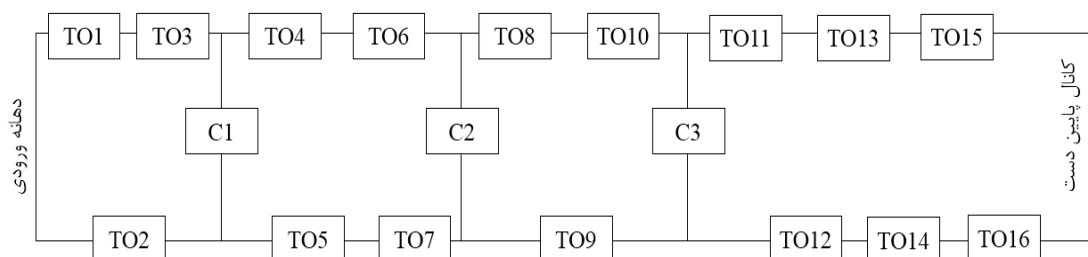 TO1 TO3 TO4 TO6 TO8 TO10 TO11 TO13 TO15
دهانه ورودی
C1 C2 C3
کانال پایین دست
TO2 TO5 TO7 TO9 TO12 TO14 TO16